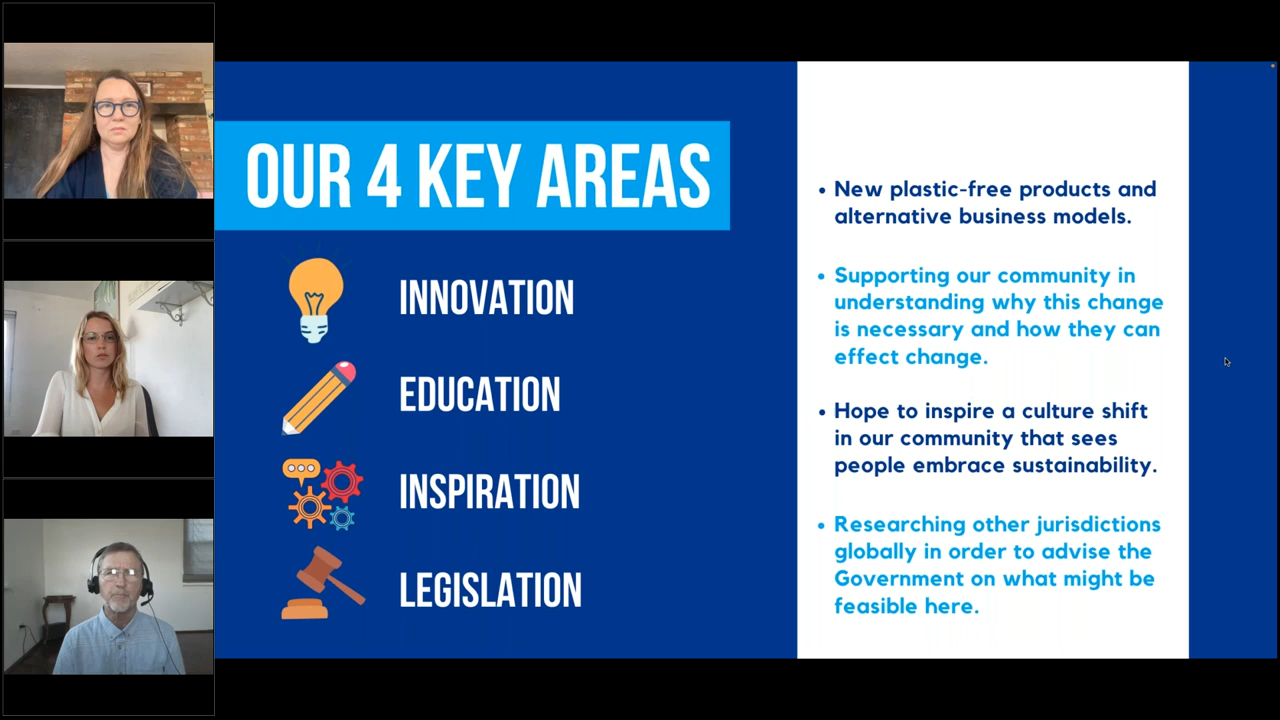 OUR 4 KEY AREAS
INNOVATION
EDUCATION
INSPIRATION
LEGISLATION
• New plastic-free products and
alternative business models.
• Supporting our community in
understanding why this change
is necessary and how they can
effect change.
• Hope to inspire a culture shift
in our community that sees
people embrace sustainability.
• Researching other jurisdictions
globally in order to advise the
Government on what might be
feasible here.